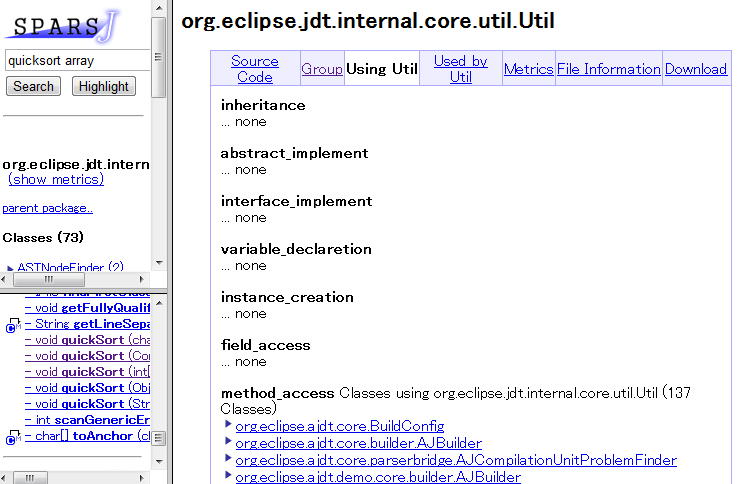 SPARS J
quicksort array
Search Highlight
org.eclipse.jdt.intern
(show metrics)
parent package..
Classes (73)
ASTNodeFinder (2)
- void getFullyQualif
- String getLineSepa
- void quickSort (cha
- void quickSort (Cor
- void quickSort (int[]
- void quickSort (Obj
- void quickSort (Stri
- int scanGenericEr
- char[] toAnchor (cl
org.eclipse.jdt.internal.core.util.Util
Source Code Group Using Util Used by Util Metrics File Information Download
inheritance
... none
abstract_implement
... none
interface_implement
... none
variable_declaretion
... none
instance_creation
... none
field_access
... none
method_access Classes using org.eclipse.jdt.internal.core.util.Util (137
Classes)
org.eclipse.ajdt.core.BuildConfig
org.eclipse.ajdt.core.builder.AJBuilder
org.eclipse.ajdt.core.parserbridge.AJCompilationUnitProblemFinder
org.eclipse.ajdt.demo.core.builder.AJBuilder